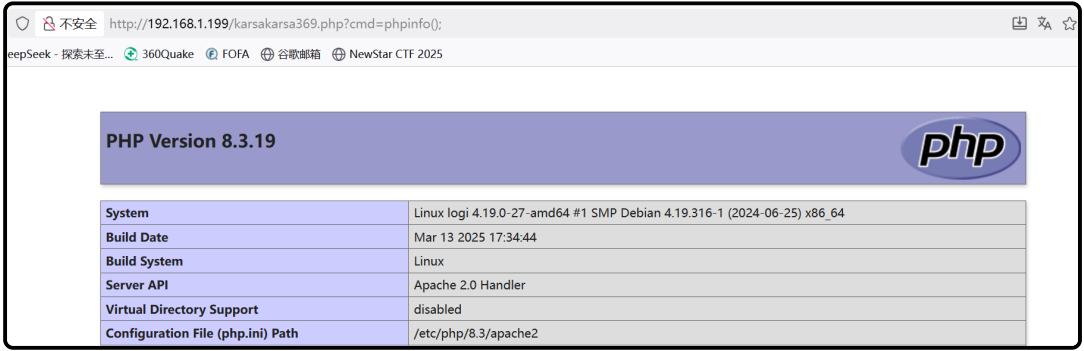 不安全 http://192.168.1.199/karsakarsa369.php?cmd=phpinfo();
eepSeek - 探索未至... 360Quake FOFA 谷歌邮箱 NewStar CTF 2025
PHP Version 8.3.19 php
System Linux logi 4.19.0-27-amd64 #1 SMP Debian 4.19.316-1 (2024-06-25) x86_64
Build Date Mar 13 2025 17:34:44
Build System Linux
Server API Apache 2.0 Handler
Virtual Directory Support disabled
Configuration File (php.ini) Path /etc/php/8.3/apache2